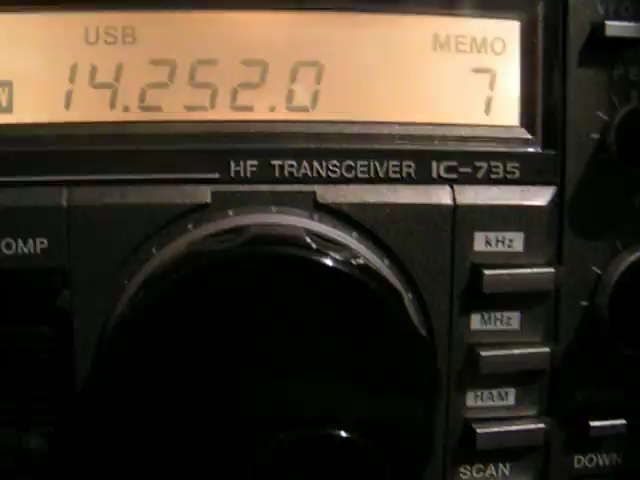 USB MEMO
14.252.0 7
HF TRANSCEIVER IC-735
OMP
kHz
MHz
HAM
SCAN
DOWN